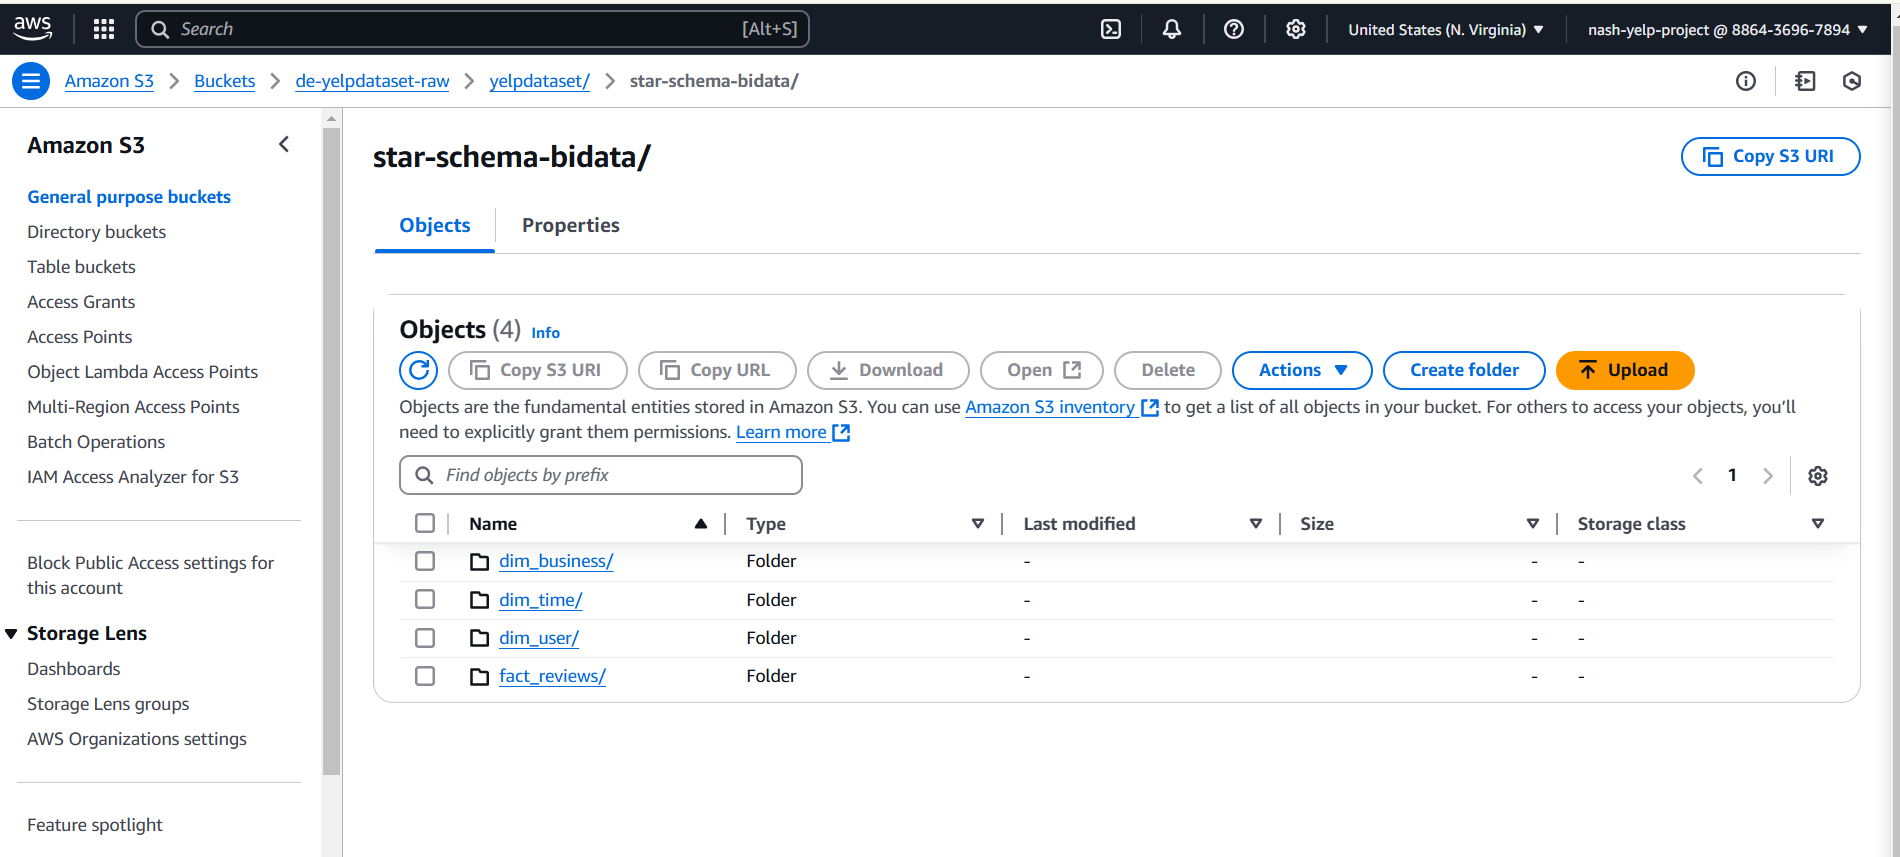 aws
Search [Alt+S]
United States (N. Virginia) nash-yelp-project @ 8864-3696-7894
Amazon S3 Buckets de-yelpdataset-raw yelpdataset/ star-schema-bidata/
Amazon S3
General purpose buckets
Directory buckets
Table buckets
Access Grants
Access Points
Object Lambda Access Points
Multi-Region Access Points
Batch Operations
IAM Access Analyzer for S3
Block Public Access settings for
this account
Storage Lens
Dashboards
Storage Lens groups
AWS Organizations settings
Feature spotlight
star-schema-bidata/
Copy S3 URI
Objects Properties
Objects (4) Info
Copy S3 URI Copy URL Download Open Delete Actions Create folder Upload
Objects are the fundamental entities stored in Amazon S3. You can use Amazon S3 inventory to get a list of all objects in your bucket. For others to access your objects, you’ll
need to explicitly grant them permissions. Learn more
Find objects by prefix
1
Name Type Last modified Size Storage class
dim_business/ Folder - - -
dim_time/ Folder - - -
dim_user/ Folder - - -
fact_reviews/ Folder - - -